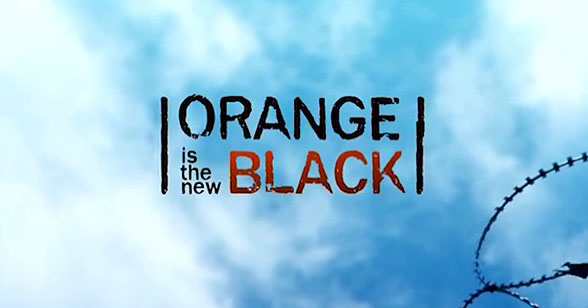 ORANGE
is
the
new
BLACK